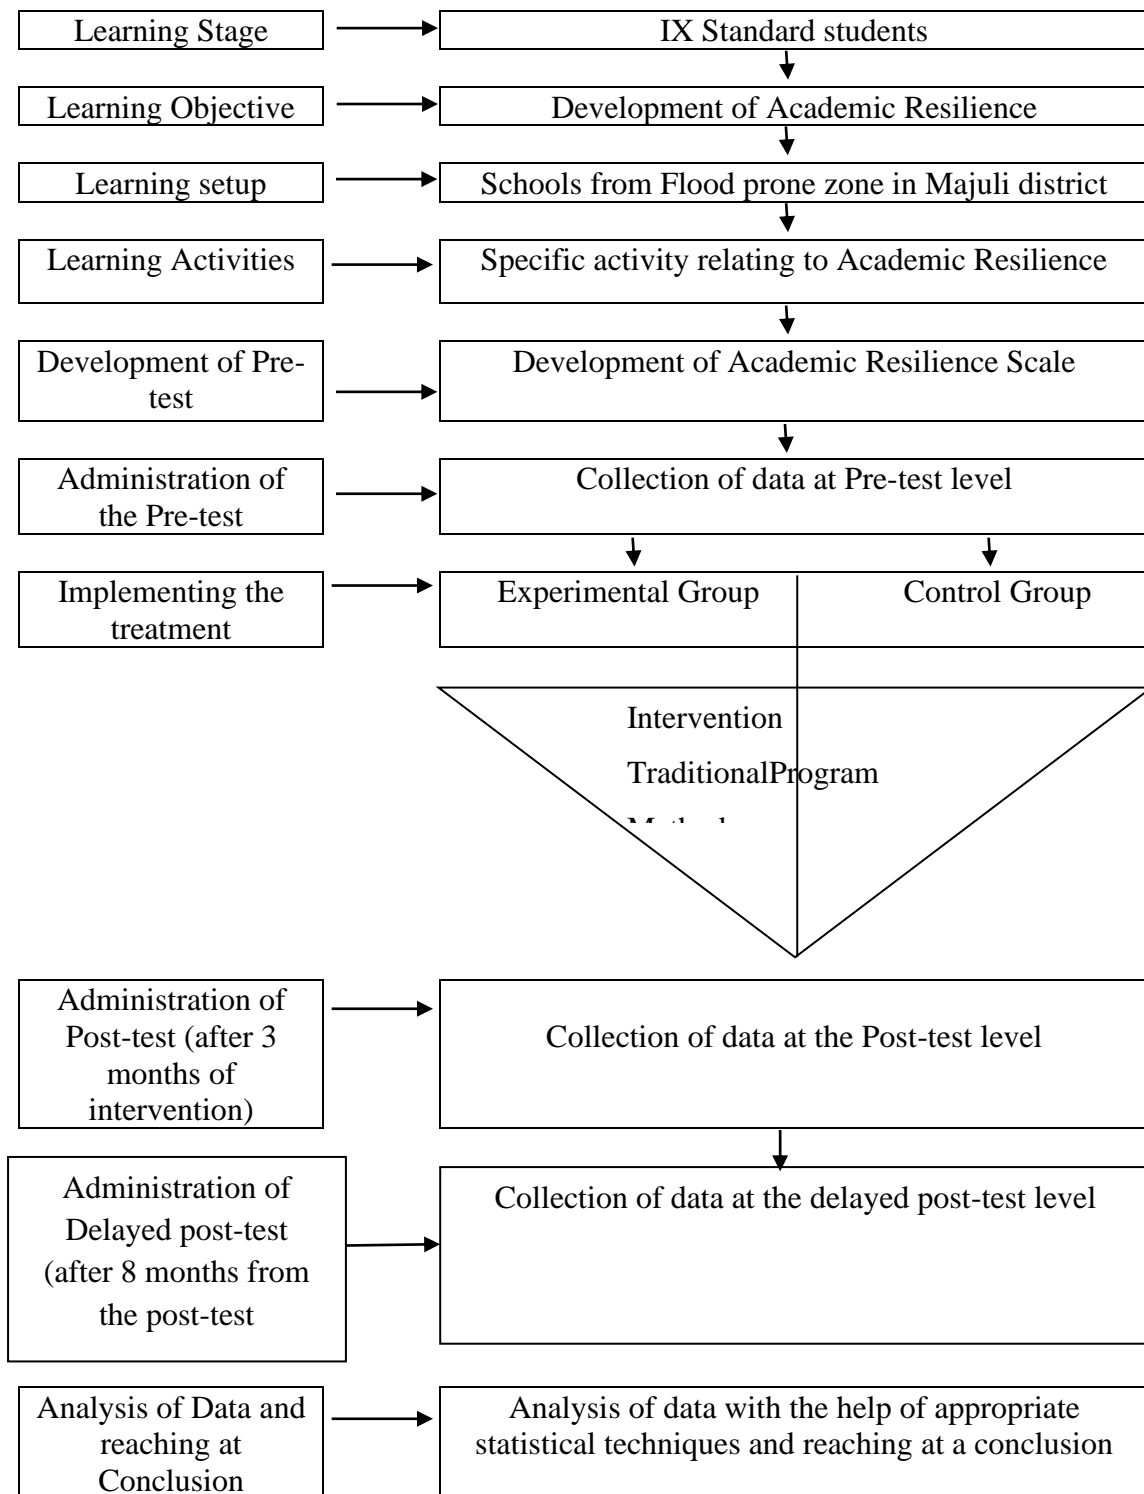 Learning Stage
IX Standard students
Learning Objective
Development of Academic Resilience
Learning setup
Schools from Flood prone zone in Majuli district
Learning Activities
Specific activity relating to Academic Resilience
Development of Pre-
test
Development of Academic Resilience Scale
Administration of
the Pre-test
Collection of data at Pre-test level
Implementing the
treatment
Experimental Group
Control Group
Intervention
TraditionalProgram
Administration of
Post-test (after 3
months of
intervention)
Collection of data at the Post-test level
Administration of
Delayed post-test
(after 8 months from
the post-test
Collection of data at the delayed post-test level
Analysis of Data and
reaching at
Conclusion
Analysis of data with the help of appropriate
statistical techniques and reaching at a conclusion